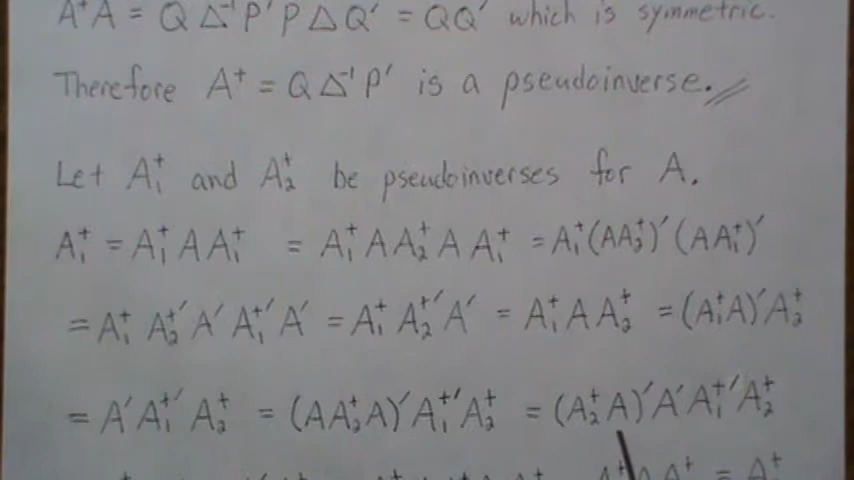 A⁺A = QΔ⁻¹P′PΔQ′ = QQ′ which is symmetric.
Therefore A⁺ = QΔ⁻¹P′ is a pseudoinverse.
Let A₁⁺ and A₂⁺ be pseudoinverses for A.
A₁⁺ = A₁⁺AA₁⁺ = A₁⁺AA₂⁺AA₁⁺ = A₁⁺(AA₂⁺)′(AA₁⁺)′
= A₁⁺A₂⁺′A′A₁⁺′A′ = A₁⁺A₂⁺′A′ = A₁⁺AA₂⁺ = (A₁⁺A)′A₂⁺
= A′A₁⁺′A₂⁺ = (AA₂⁺A)′A₁⁺′A₂⁺ = (A₂⁺A)′A′A₁⁺′A₂⁺